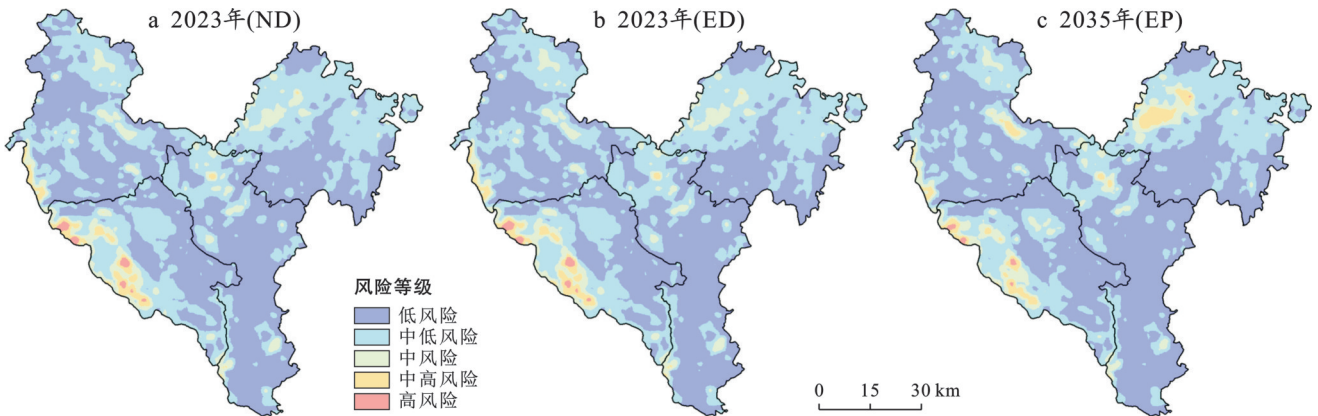 a 2023年(ND)
b 2023年(ED)
c 2035年(EP)
风险等级
低风险
中低风险
中风险
中高风险
高风险
0 15 30 km